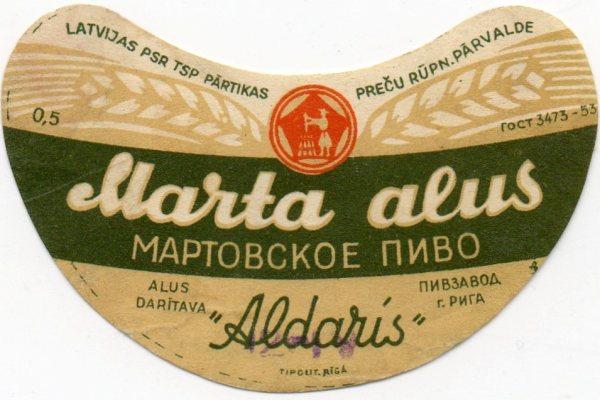 LATVIJAS PSR TSP PĀRTIKAS PREČU RŪPN. PĀRVALDE
0,5
ГОСТ 3473-53
Marta alus
МАРТОВСКОЕ ПИВО
ALUS DARĪTAVA
"Aldaris"
ПИВЗАВОД г. РИГА
TIPOLIT. RĪGĀ